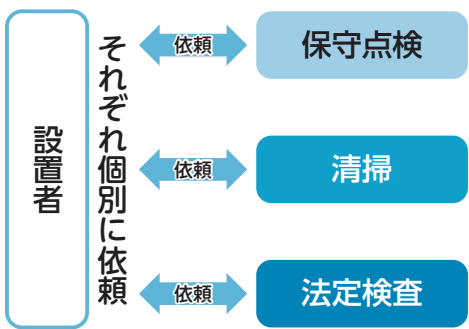 設置者
それぞれ個別に依頼
依頼
保守点検
依頼
清掃
依頼
法定検査